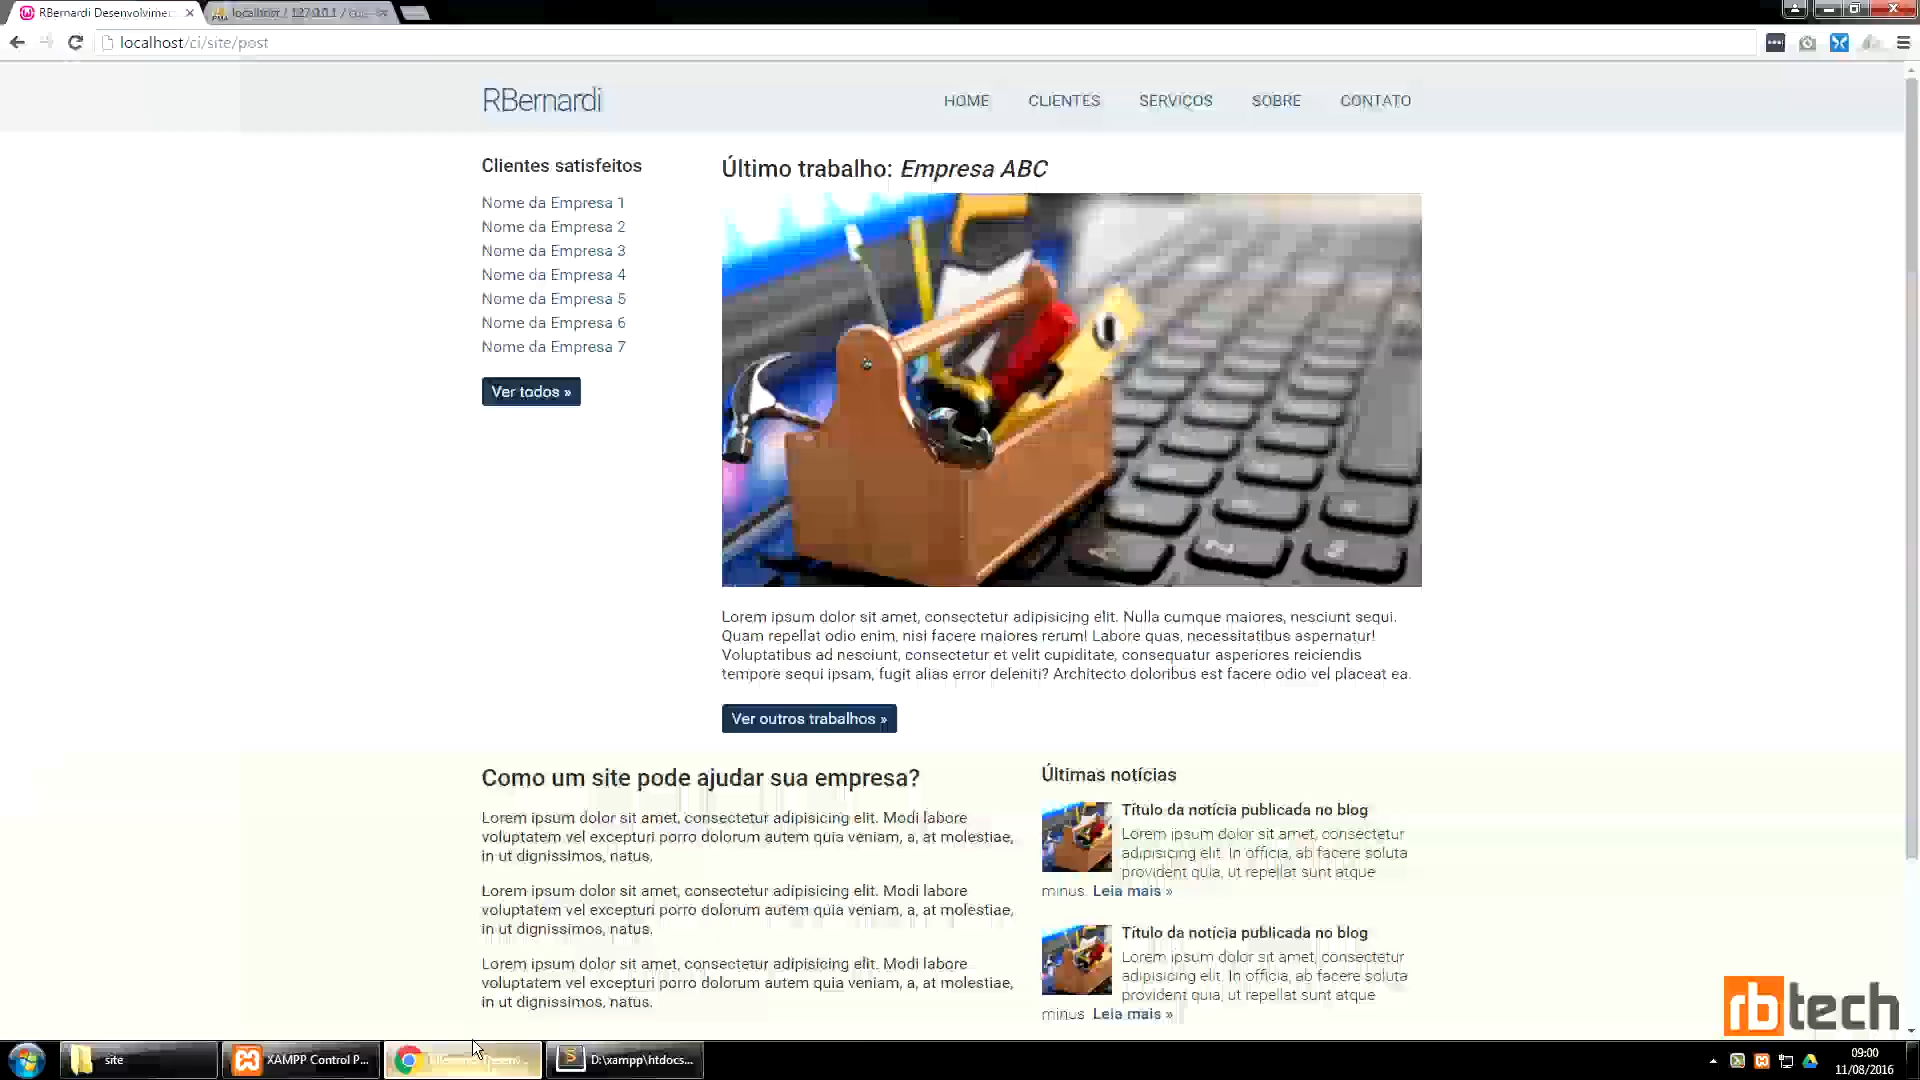 RBernardi Desenvolvimen
localhost / 127.0.0.1 /
localhost/ci/site/post
RBernardi
HOME CLIENTES SERVIÇOS SOBRE CONTATO
Clientes satisfeitos
Nome da Empresa 1
Nome da Empresa 2
Nome da Empresa 3
Nome da Empresa 4
Nome da Empresa 5
Nome da Empresa 6
Nome da Empresa 7
Ver todos »
Último trabalho: Empresa ABC
Lorem ipsum dolor sit amet, consectetur adipisicing elit. Nulla cumque maiores, nesciunt sequi.
Quam repellat odio enim, nisi facere maiores rerum! Labore quas, necessitatibus aspernatur!
Voluptatibus ad nesciunt, consectetur et velit cupiditate, consequatur asperiores reiciendis
tempore sequi ipsam, fugit alias error deleniti? Architecto doloribus est facere odio vel placeat ea.
Ver outros trabalhos »
Como um site pode ajudar sua empresa?
Lorem ipsum dolor sit amet, consectetur adipisicing elit. Modi labore
voluptatem vel excepturi porro dolorum autem quia veniam, a, at molestiae,
in ut dignissimos, natus.
Lorem ipsum dolor sit amet, consectetur adipisicing elit. Modi labore
voluptatem vel excepturi porro dolorum autem quia veniam, a, at molestiae,
in ut dignissimos, natus.
Lorem ipsum dolor sit amet, consectetur adipisicing elit. Modi labore
voluptatem vel excepturi porro dolorum autem quia veniam, a, at molestiae,
in ut dignissimos, natus.
Últimas notícias
Título da notícia publicada no blog
Lorem ipsum dolor sit amet, consectetur
adipisicing elit. In officia, ab facere soluta
provident quia, ut repellat sunt atque
minus. Leia mais »
Título da notícia publicada no blog
Lorem ipsum dolor sit amet, consectetur
adipisicing elit. In officia, ab facere soluta
provident quia, ut repellat sunt atque
minus. Leia mais »
rbtech
site
XAMPP Control P...
D:\xampp\htdocs...
09:00
11/08/2016